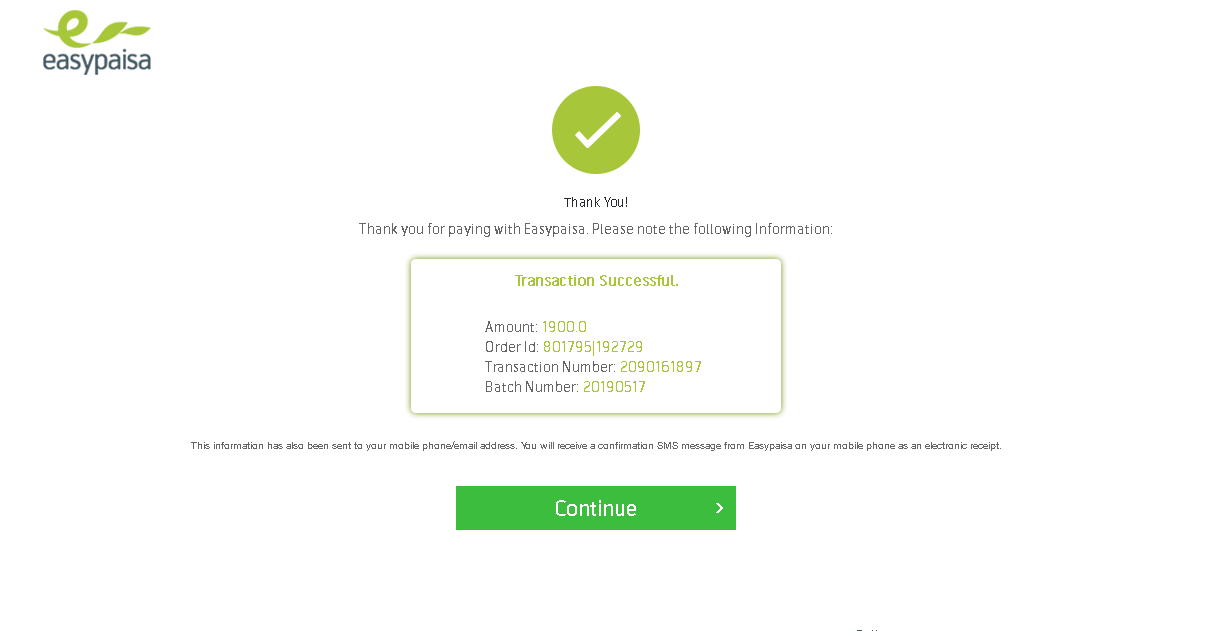 easypaisa
Thank You!
Thank you for paying with Easypaisa. Please note the following Information:
Transaction Successful.
Amount: 1900.0
Order Id: 801795|192729
Transaction Number: 2090161897
Batch Number: 20190517
This information has also been sent to your mobile phone/email address. You will receive a confirmation SMS message from Easypaisa on your mobile phone as an electronic receipt.
Continue